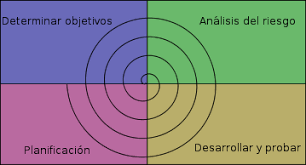 Determinar objetivos
Análisis del riesgo
Planificación
Desarrollar y probar